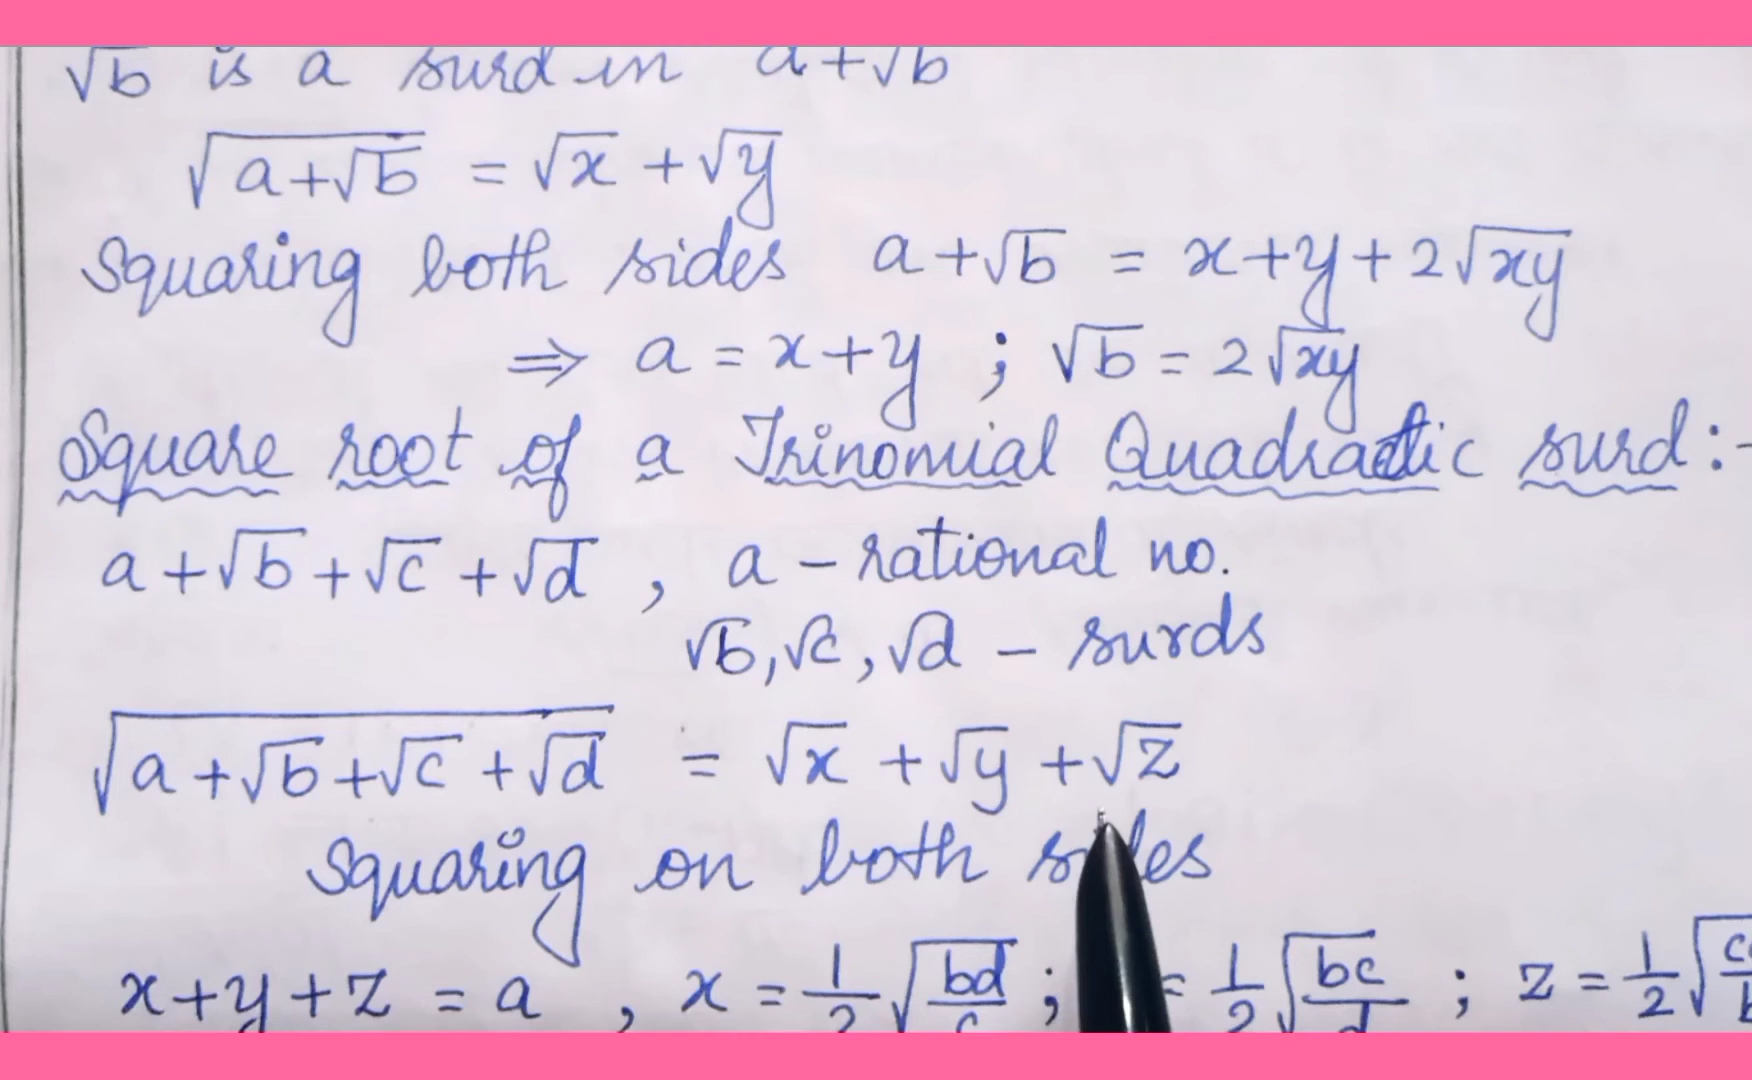 √b is a surd in a+√b
√(a+√b) = √x + √y
Squaring both sides a+√b = x+y+2√xy
⇒ a = x+y ; √b = 2√xy
Square root of a Trinomial Quadractic surd:-
a+√b+√c+√d , a – rational no.
√b, √c, √d – surds
√(a+√b+√c+√d) = √x + √y + √z
Squaring on both sides
x+y+z = a , x = 1/2 √(bd/c) ; = 1/2 √(bc/d) ; z = 1/2 √